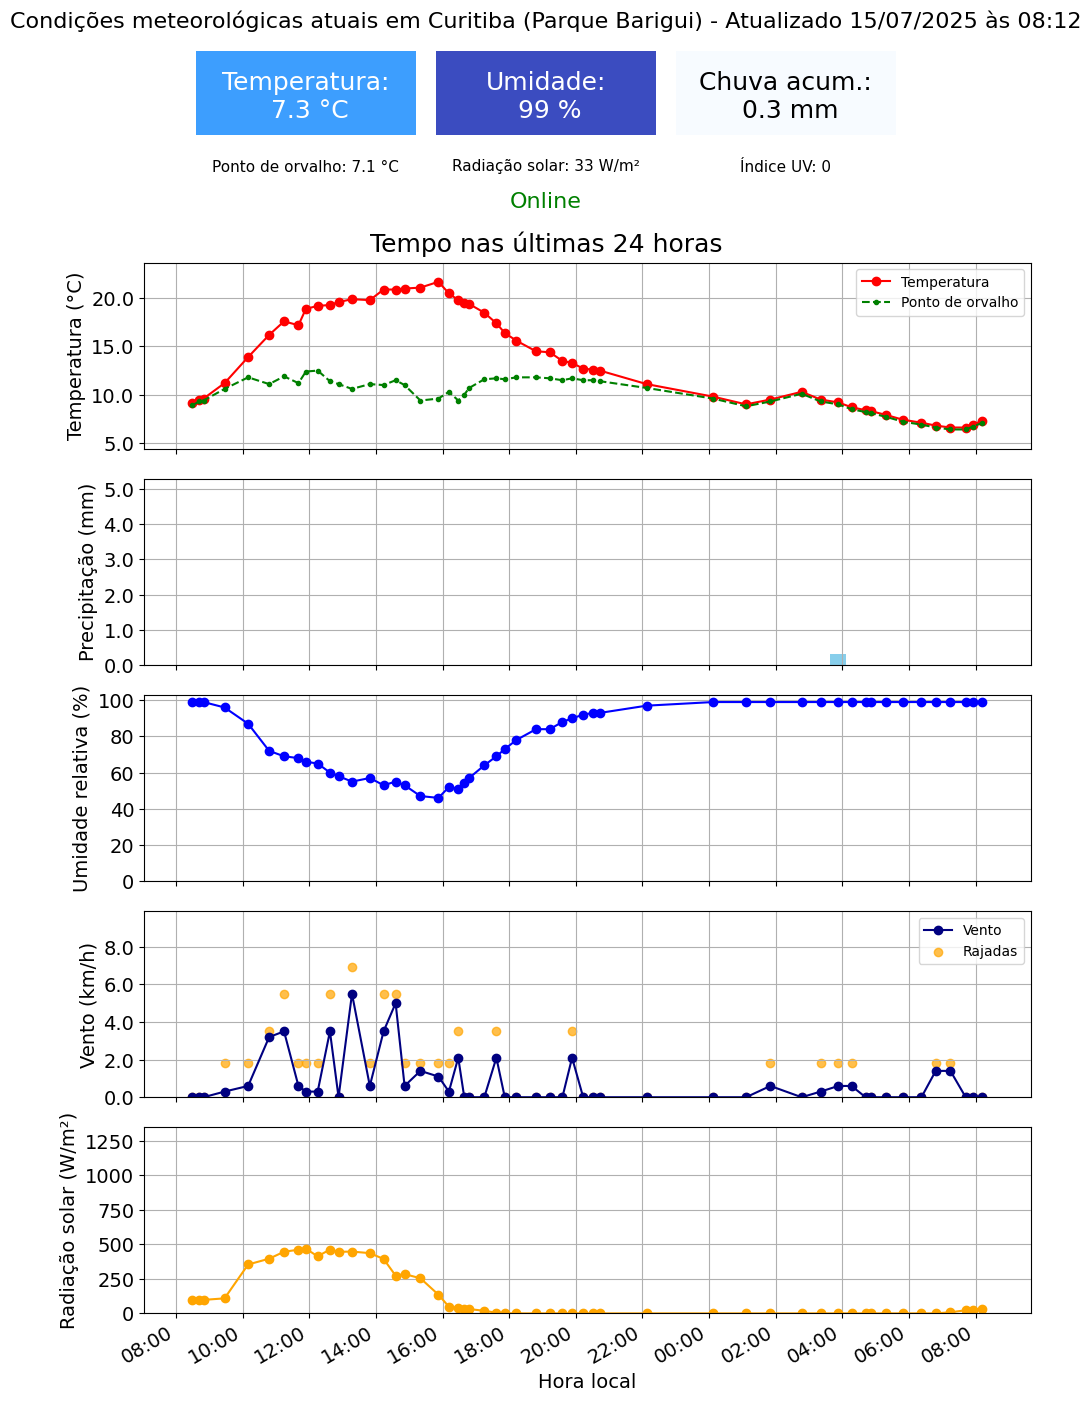 Condições meteorológicas atuais em Curitiba (Parque Barigui) - Atualizado 15/07/2025 às 08:12
Temperatura:
7.3 °C
Umidade:
99 %
Chuva acum.:
0.3 mm
Ponto de orvalho: 7.1 °C
Radiação solar: 33 W/m²
Índice UV: 0
Online
Tempo nas últimas 24 horas
Temperatura (°C)
20.0
15.0
10.0
5.0
Temperatura
Ponto de orvalho
Precipitação (mm)
5.0
4.0
3.0
2.0
1.0
0.0
Umidade relativa (%)
100
80
60
40
20
0
Vento (km/h)
8.0
6.0
4.0
2.0
0.0
Vento
Rajadas
Radiação solar (W/m²)
1250
1000
750
500
250
0
08:00
10:00
12:00
14:00
16:00
18:00
20:00
22:00
00:00
02:00
04:00
06:00
08:00
Hora local